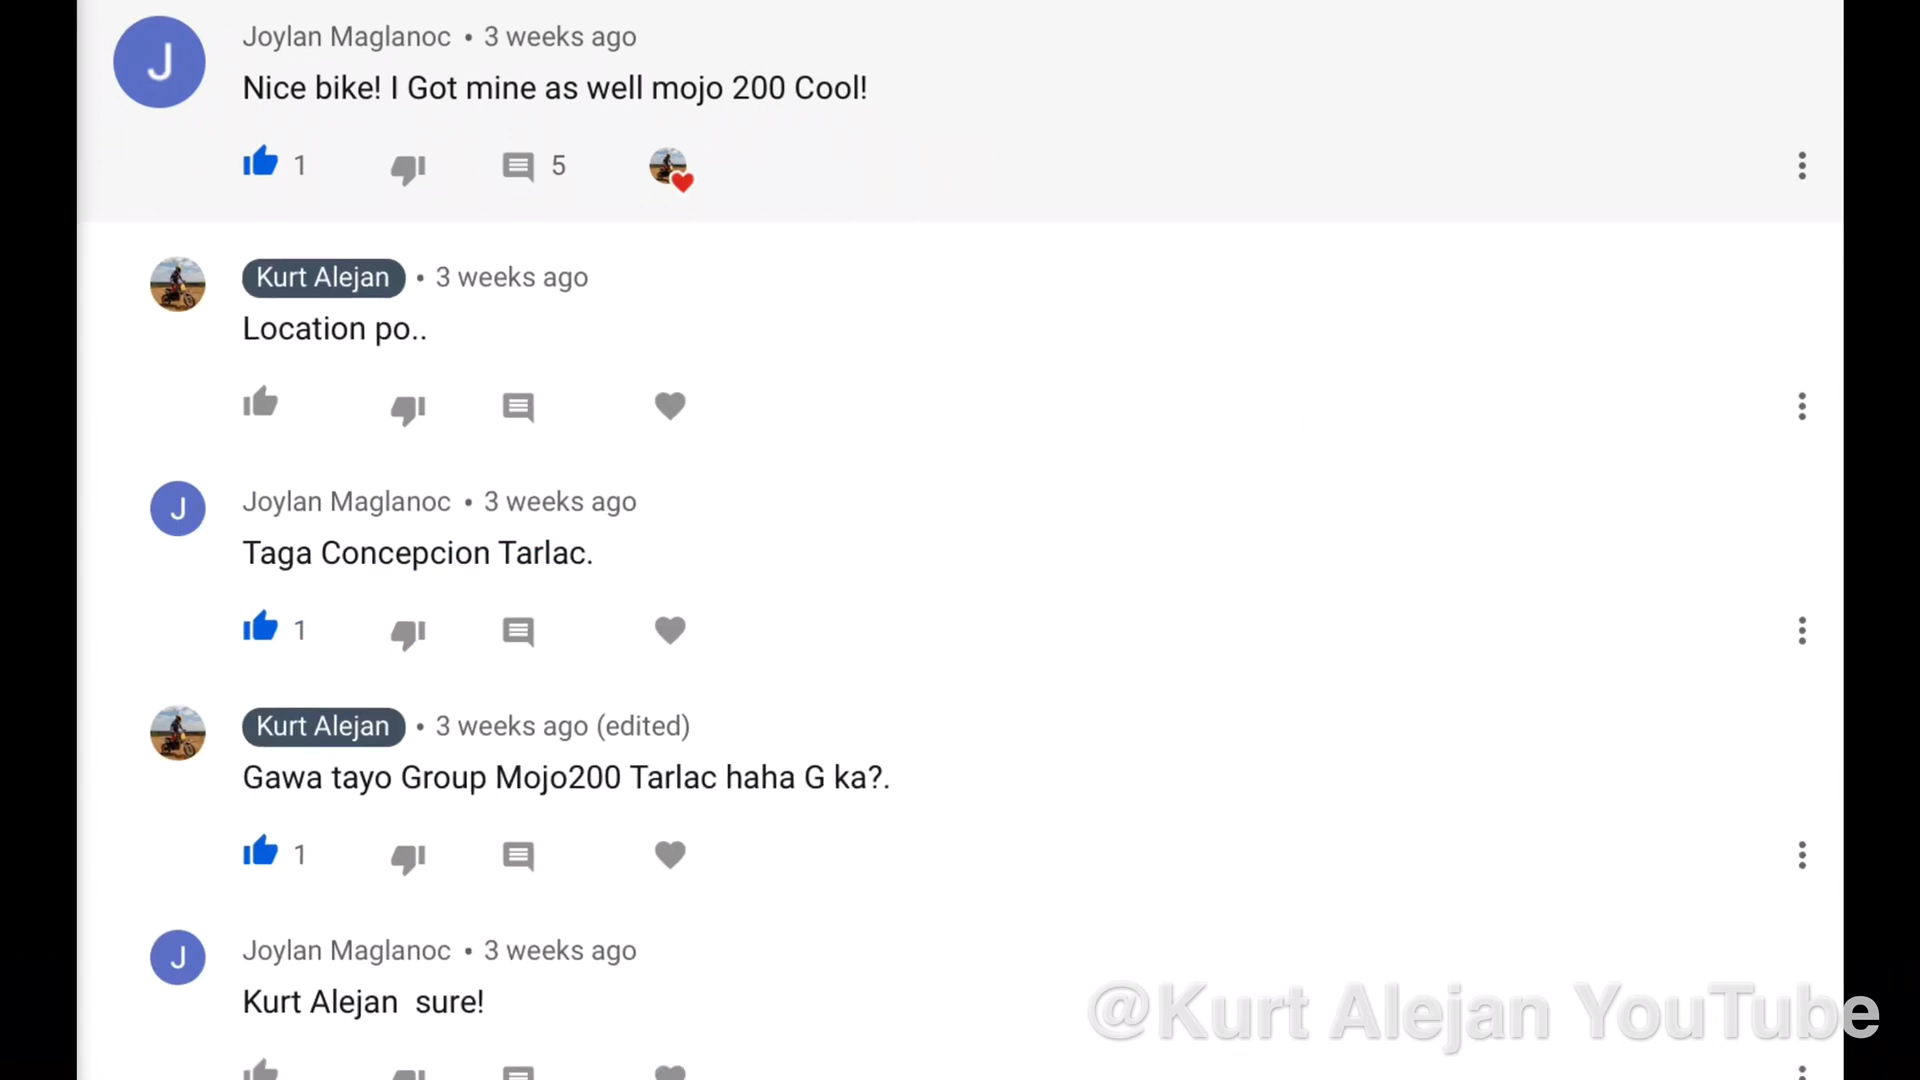 J
Joylan Maglanoc • 3 weeks ago
Nice bike! I Got mine as well mojo 200 Cool!
1 5
Kurt Alejan • 3 weeks ago
Location po..
J
Joylan Maglanoc • 3 weeks ago
Taga Concepcion Tarlac.
1
Kurt Alejan • 3 weeks ago (edited)
Gawa tayo Group Mojo200 Tarlac haha G ka?.
1
J
Joylan Maglanoc • 3 weeks ago
Kurt Alejan  sure!
@Kurt Alejan YouTube